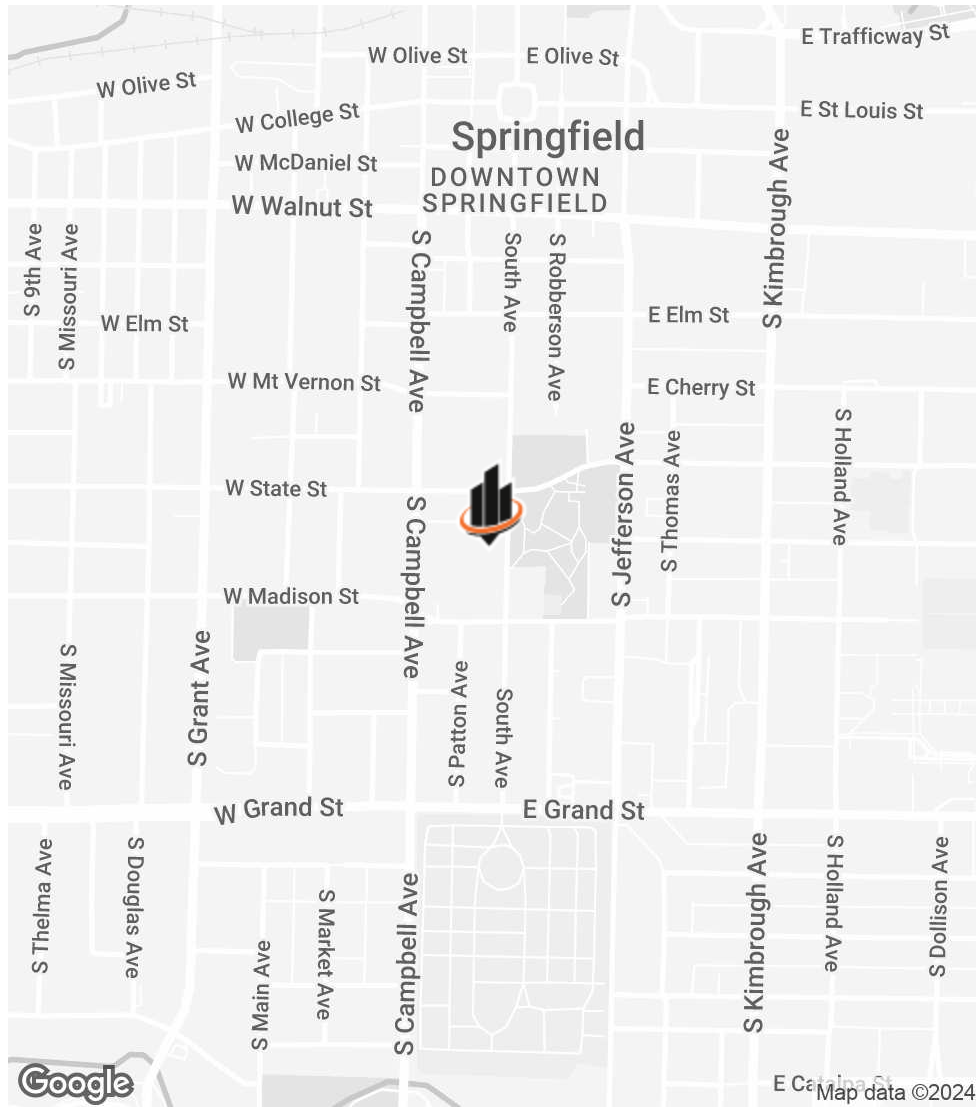 E Trafficway St
W Olive St
E Olive St
W Olive St
E St Louis St
W College St
Springfield
W McDaniel St
DOWNTOWN
SPRINGFIELD
W Walnut St
S Kimbrough Ave
S 9th Ave
S Missouri Ave
S Campbell Ave
South Ave
S Robberson Ave
W Elm St
E Elm St
W Mt Vernon St
E Cherry St
S Holland Ave
S Jefferson Ave
S Thomas Ave
W State St
S Campbell Ave
W Madison St
S Missouri Ave
S Grant Ave
S Patton Ave
South Ave
W Grand St
E Grand St
S Thelma Ave
S Douglas Ave
S Market Ave
S Main Ave
S Campbell Ave
S Kimbrough Ave
S Holland Ave
S Dollison Ave
Google
E Catalpa St
Map data ©2024